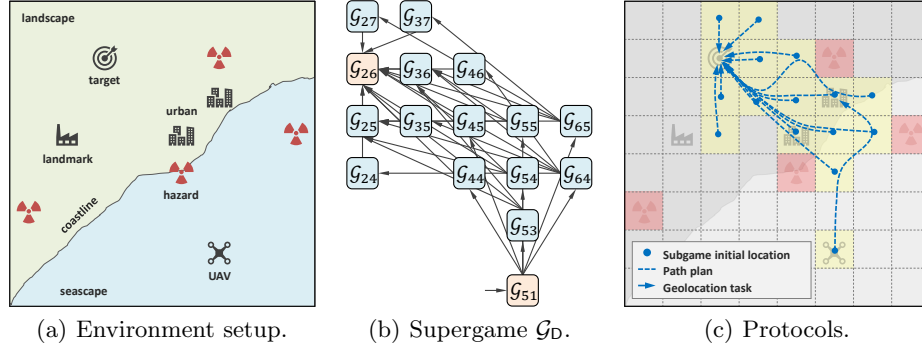 landscape
target
urban
landmark
hazard
coastline
UAV
seascape
(a) Environment setup.
𝒢27 𝒢37
𝒢26 𝒢36 𝒢46
𝒢25 𝒢35 𝒢45 𝒢55 𝒢65
𝒢24 𝒢44 𝒢54 𝒢64
𝒢53
𝒢51
(b) Supergame 𝒢D.
Subgame initial location
Path plan
Geolocation task
(c) Protocols.